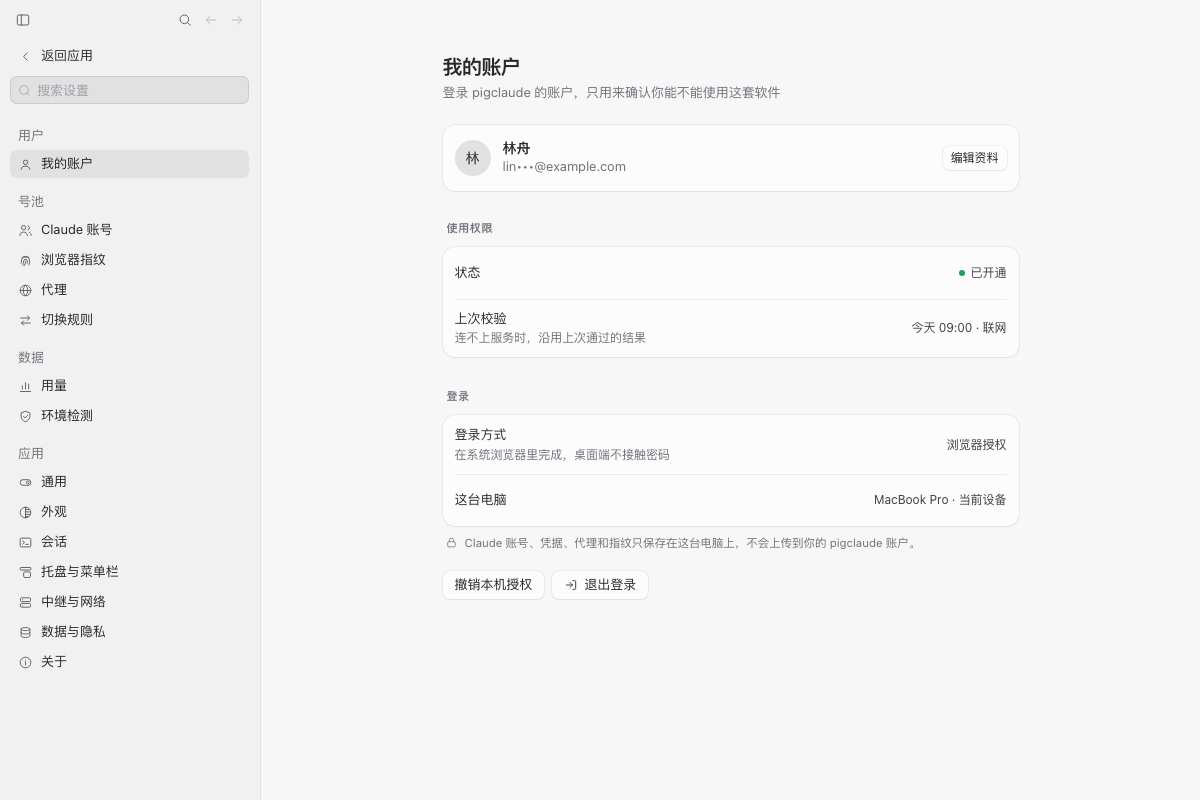 返回应用
搜索设置
用户
我的账户
号池
Claude 账号
浏览器指纹
代理
切换规则
数据
用量
环境检测
应用
通用
外观
会话
托盘与菜单栏
中继与网络
数据与隐私
关于
我的账户
登录 pigclaude 的账户，只用来确认你能不能使用这套软件
林
林舟
lin•••@example.com
编辑资料
使用权限
状态
已开通
上次校验
连不上服务时，沿用上次通过的结果
今天 09:00 · 联网
登录
登录方式
在系统浏览器里完成，桌面端不接触密码
浏览器授权
这台电脑
MacBook Pro · 当前设备
Claude 账号、凭据、代理和指纹只保存在这台电脑上，不会上传到你的 pigclaude 账户。
撤销本机授权
退出登录